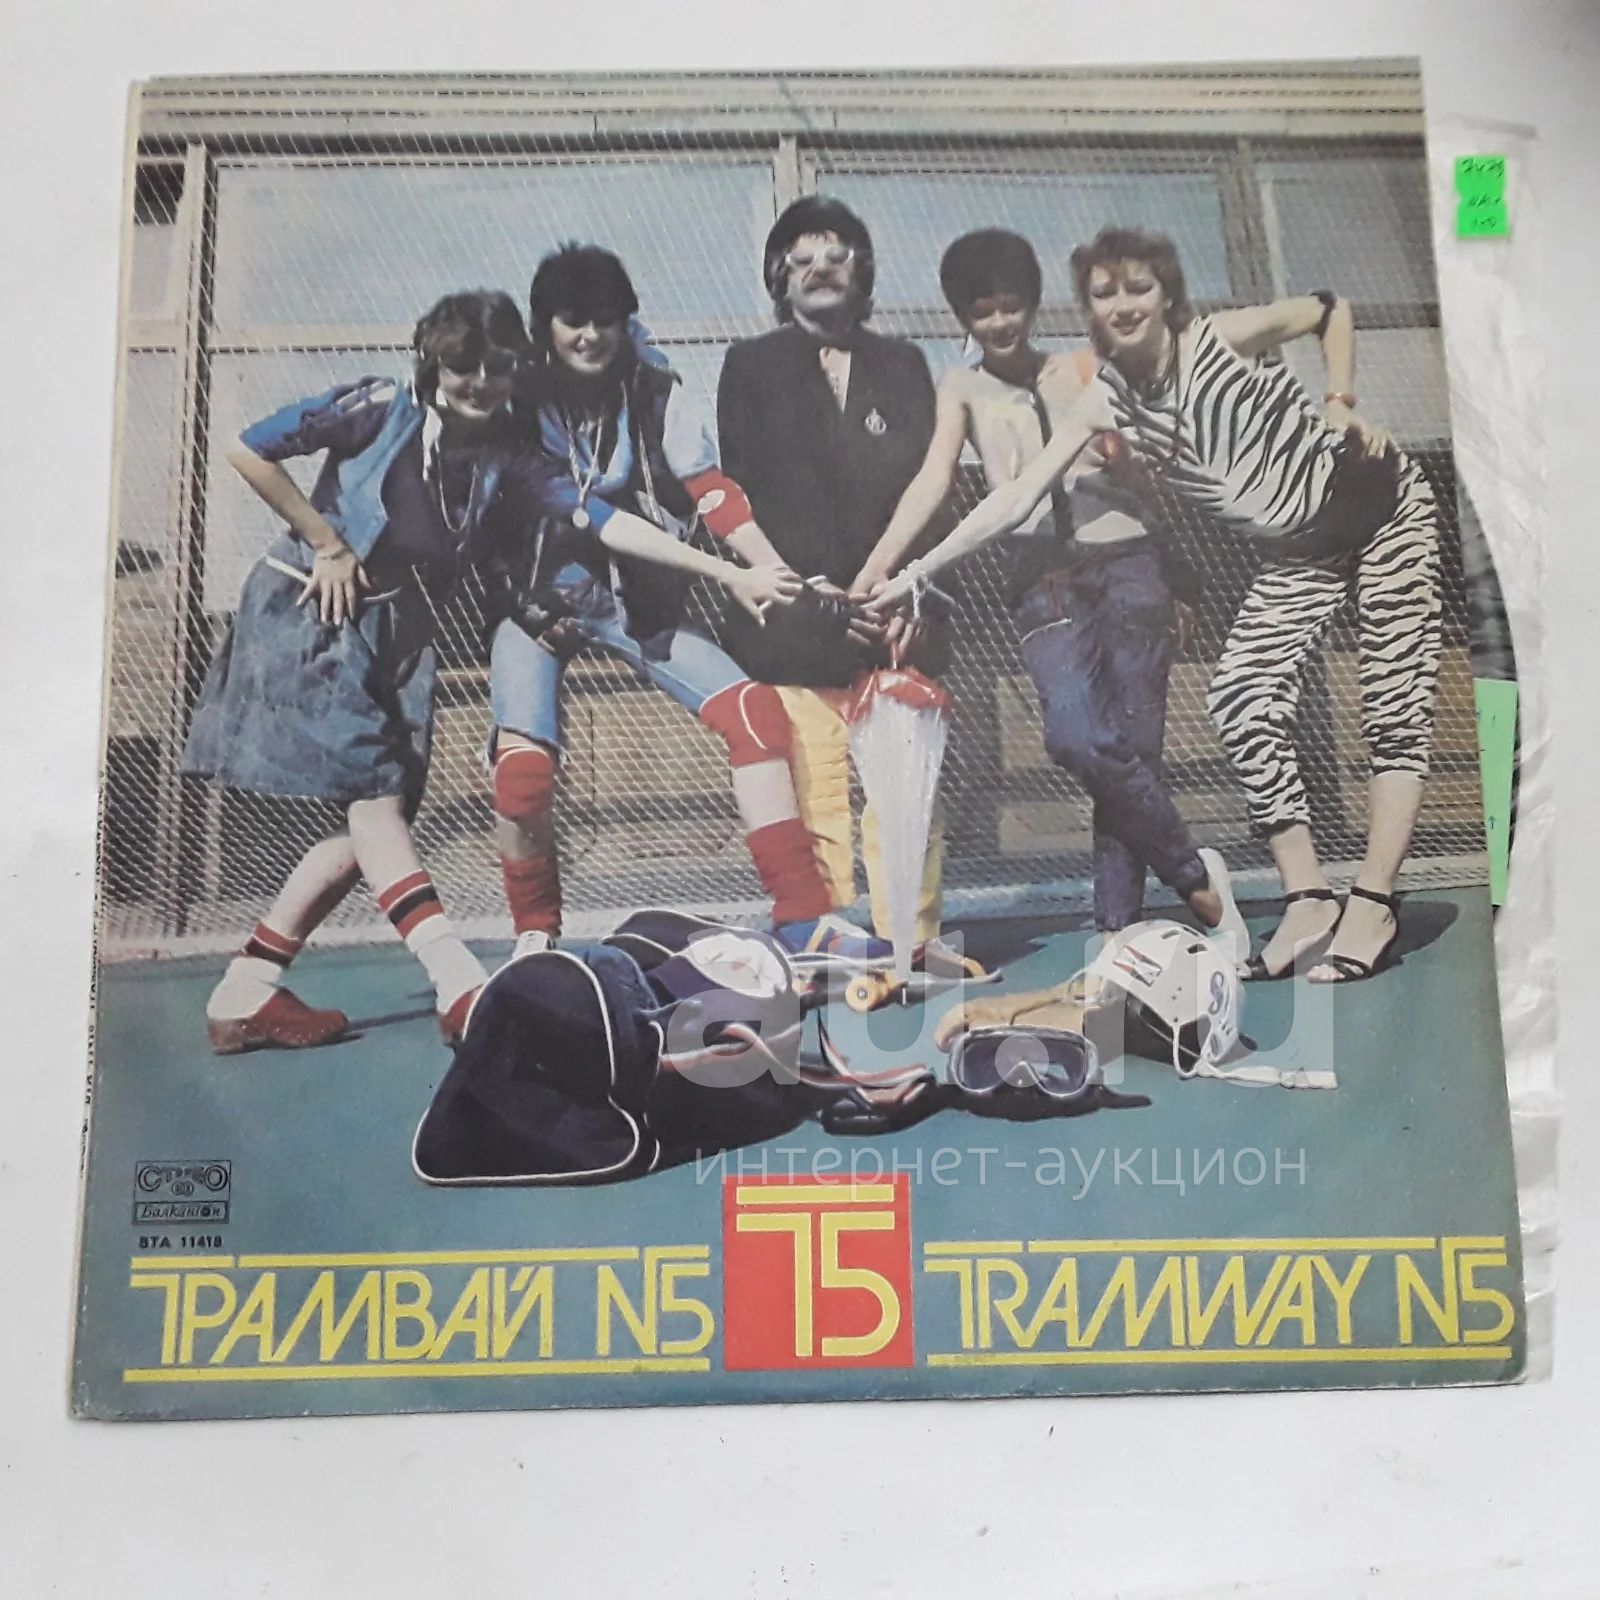 au.ru
интернет-аукцион
СТЕРЕО
Балкантон
ВТА 11418
ТРАМВАЙ N5
T5
TRAMWAY N5